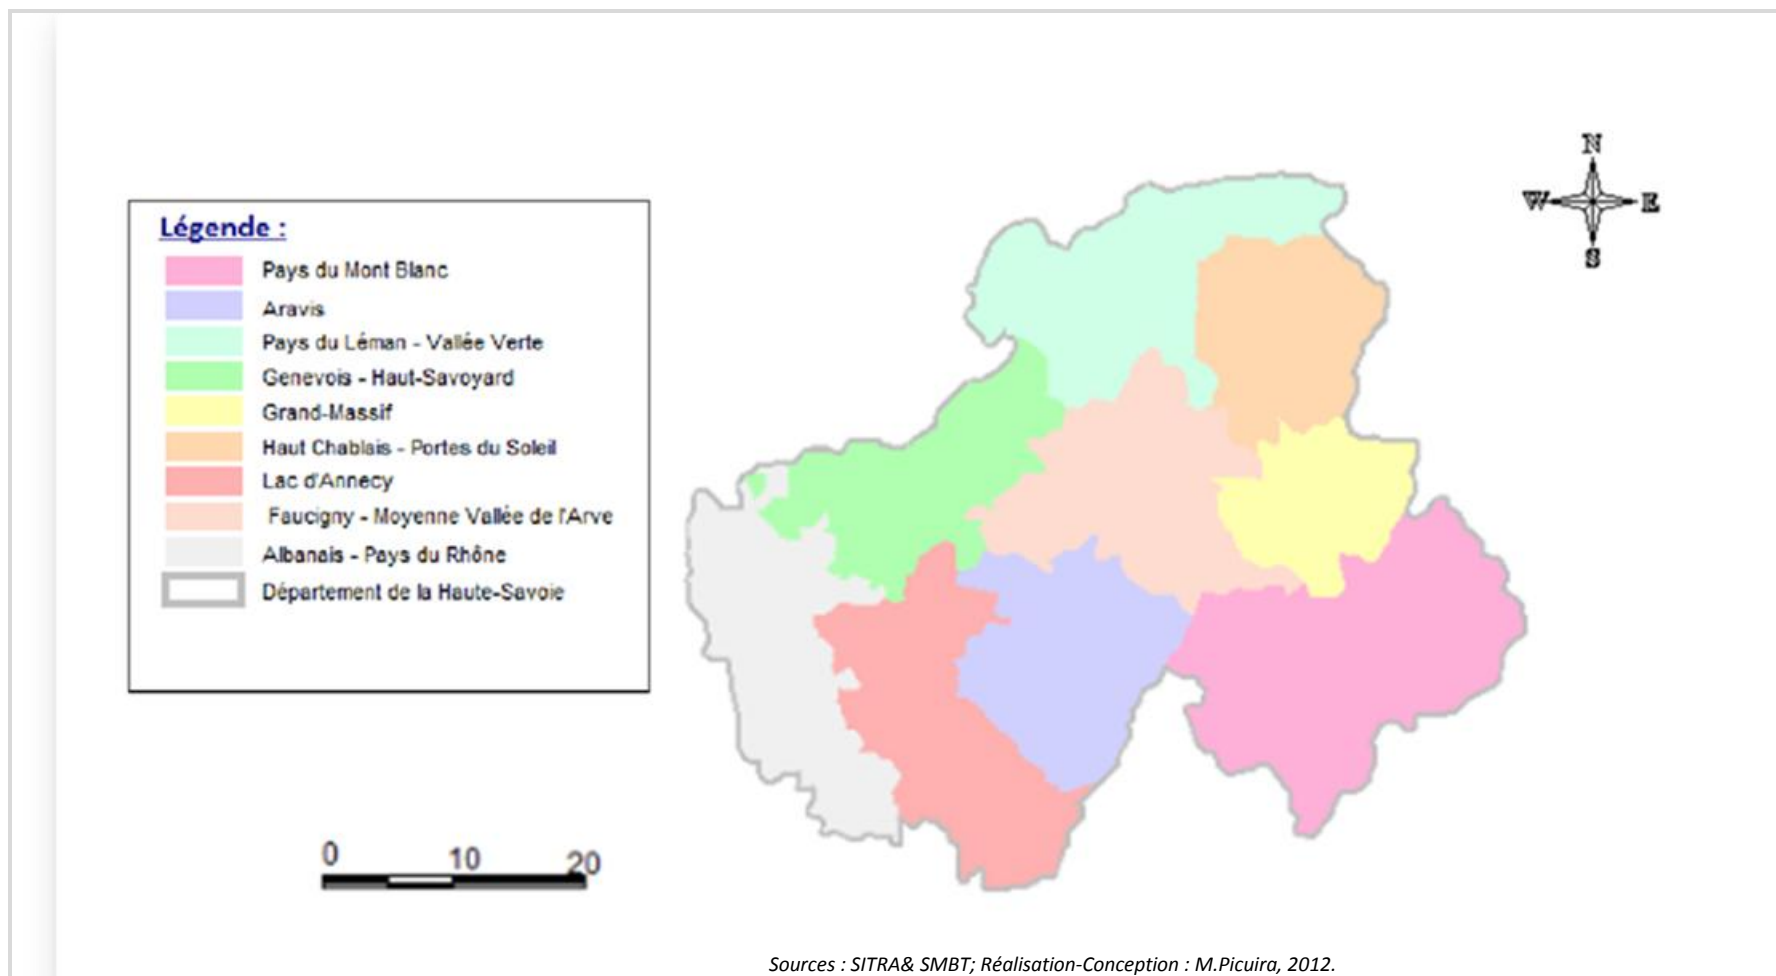 N
W E
S
Légende :
Pays du Mont Blanc
Aravis
Pays du Léman - Vallée Verte
Genevois - Haut-Savoyard
Grand-Massif
Haut Chablais - Portes du Soleil
Lac d'Annecy
Faucigny - Moyenne Vallée de l'Arve
Albanais - Pays du Rhône
Département de la Haute-Savoie
0 10 20
Sources : SITRA& SMBT; Réalisation-Conception : M.Picuira, 2012.